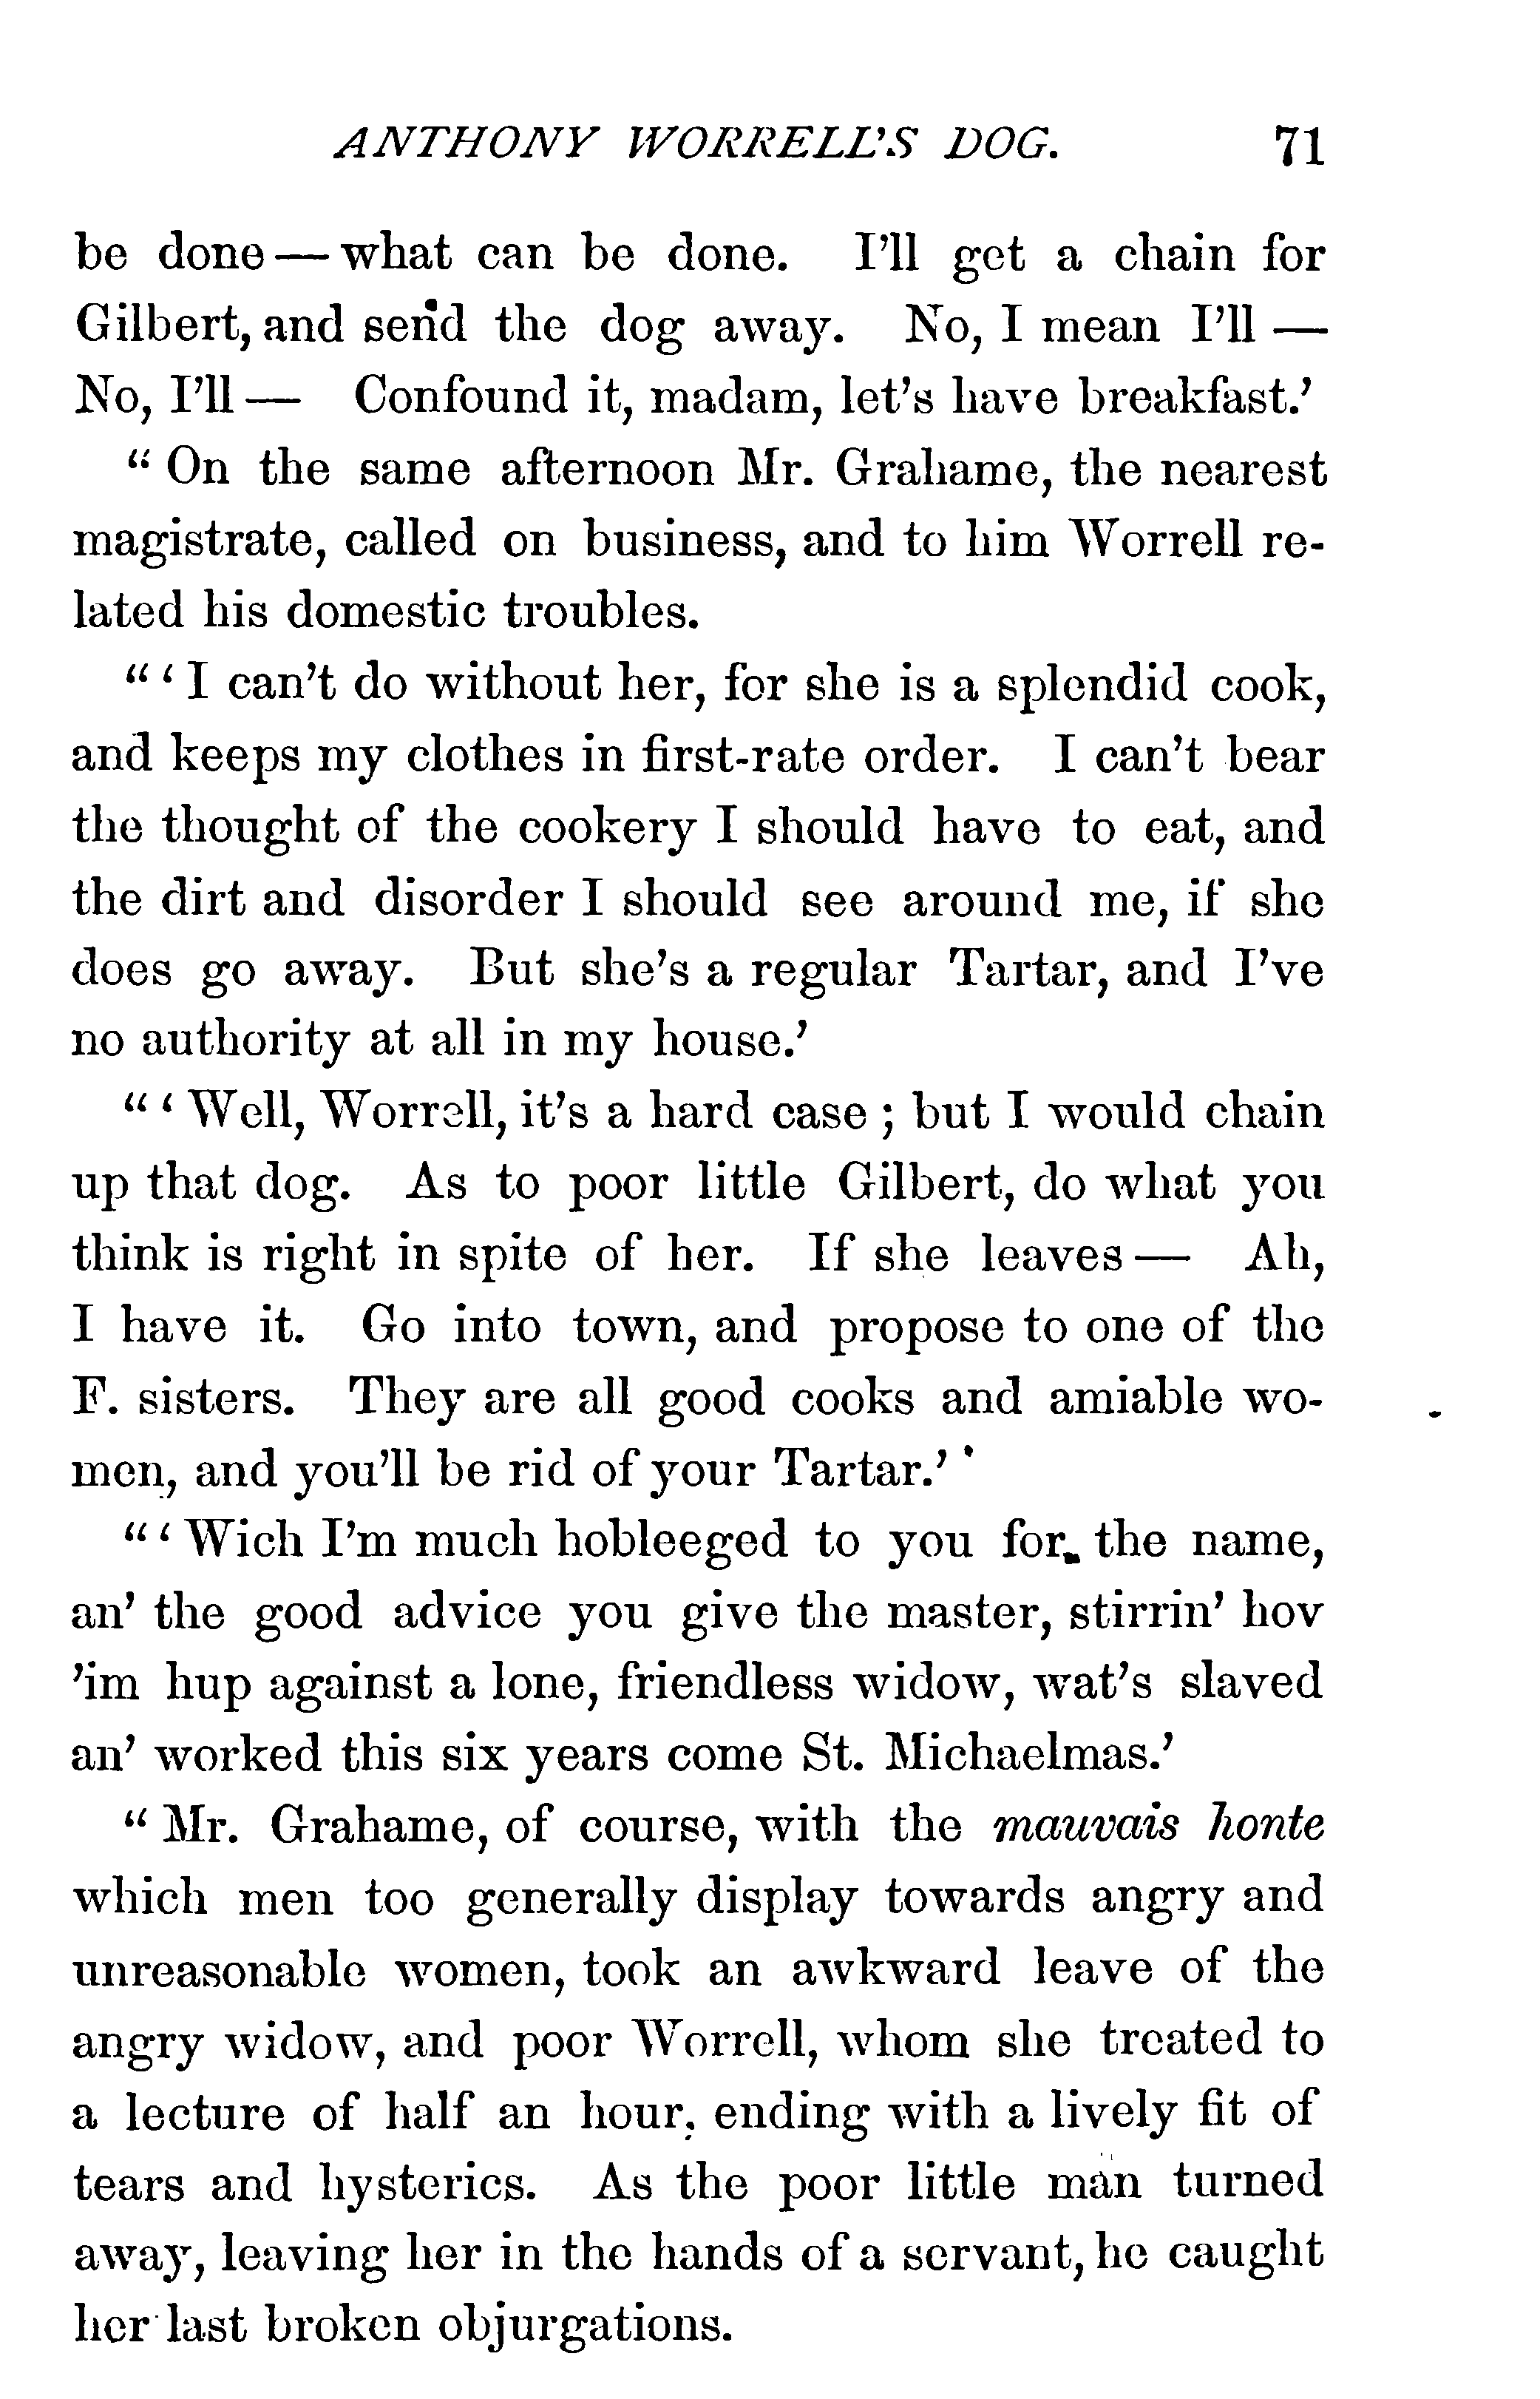 ANTHONY WORRELL'S DOG. 71
be done — what can be done. I'll get a chain for
Gilbert, and send the dog away. No, I mean I'll —
No, I'll — Confound it, madam, let's have breakfast.'
“ On the same afternoon Mr. Grahame, the nearest
magistrate, called on business, and to him Worrell re-
lated his domestic troubles.
“ ‘ I can't do without her, for she is a splendid cook,
and keeps my clothes in first-rate order. I can't bear
the thought of the cookery I should have to eat, and
the dirt and disorder I should see around me, if she
does go away. But she's a regular Tartar, and I've
no authority at all in my house.'
“ ‘ Well, Worrell, it's a hard case ; but I would chain
up that dog. As to poor little Gilbert, do what you
think is right in spite of her. If she leaves — Ah,
I have it. Go into town, and propose to one of the
F. sisters. They are all good cooks and amiable wo-
men, and you'll be rid of your Tartar.'
“ ‘ Wich I'm much hobleeged to you for the name,
an' the good advice you give the master, stirrin' hov
'im hup against a lone, friendless widow, wat's slaved
an' worked this six years come St. Michaelmas.'
“ Mr. Grahame, of course, with the mauvais honte
which men too generally display towards angry and
unreasonable women, took an awkward leave of the
angry widow, and poor Worrell, whom she treated to
a lecture of half an hour, ending with a lively fit of
tears and hysterics. As the poor little man turned
away, leaving her in the hands of a servant, he caught
her last broken objurgations.